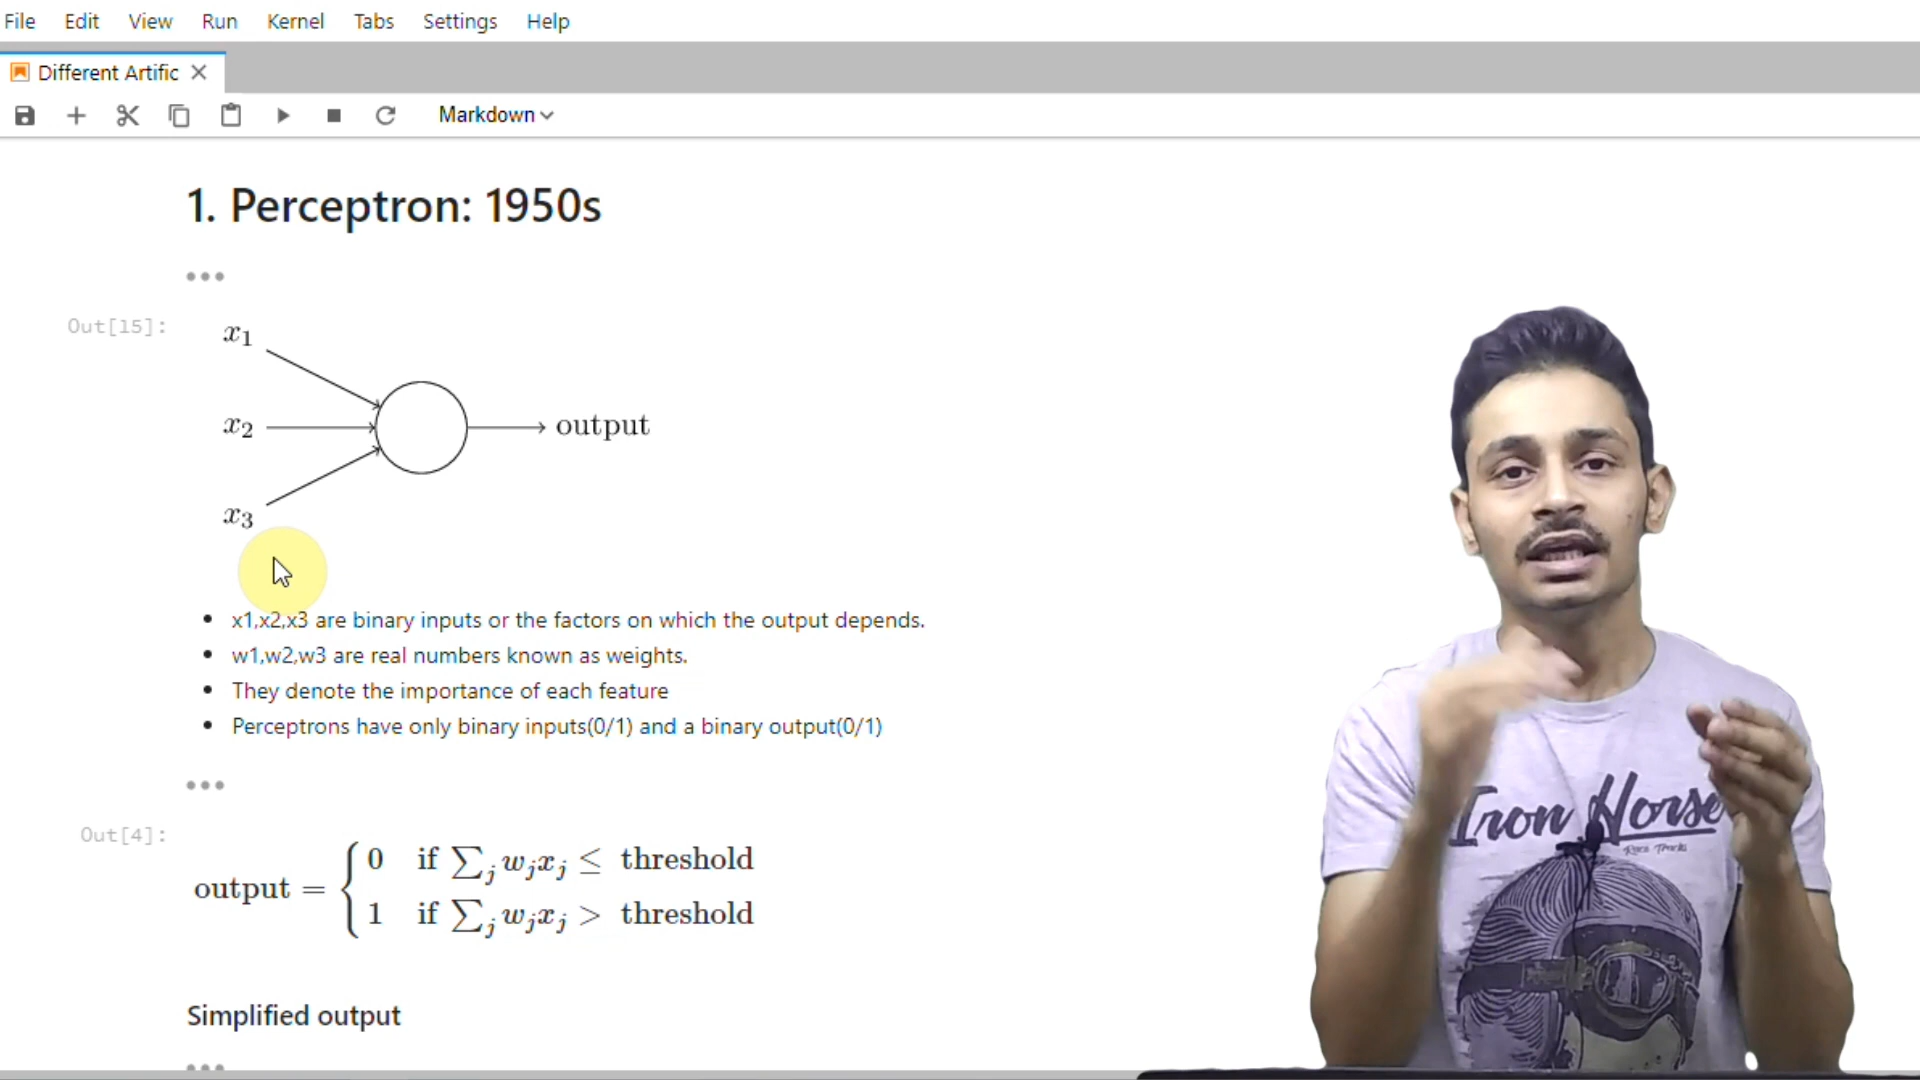 File Edit View Run Kernel Tabs Settings Help
Different Artific
Markdown
1. Perceptron: 1950s
Out[15]:
x1
x2
output
x3
x1,x2,x3 are binary inputs or the factors on which the output depends.
w1,w2,w3 are real numbers known as weights.
They denote the importance of each feature
Perceptrons have only binary inputs(0/1) and a binary output(0/1)
Out[4]:
output = { 0 if ∑j wjxj ≤ threshold
1 if ∑j wjxj > threshold
Simplified output
Iron Horse
Race Tracks